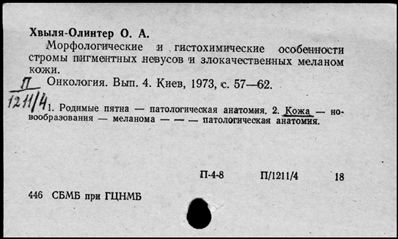 Хвыля-Олинтер О. А.
Морфологические и гистохимические особенности
стромы пигментных невусов и злокачественных меланом
кожи.
Онкология. Вып. 4. Киев, 1973, с. 57—62.
П
1211/4
1. Родимые пятна — патологическая анатомия. 2. Кожа — но-
вообразования — меланома — — — патологическая анатомия.
П-4-8 П/1211/4 18
446 СБМБ при ГЦНМБ